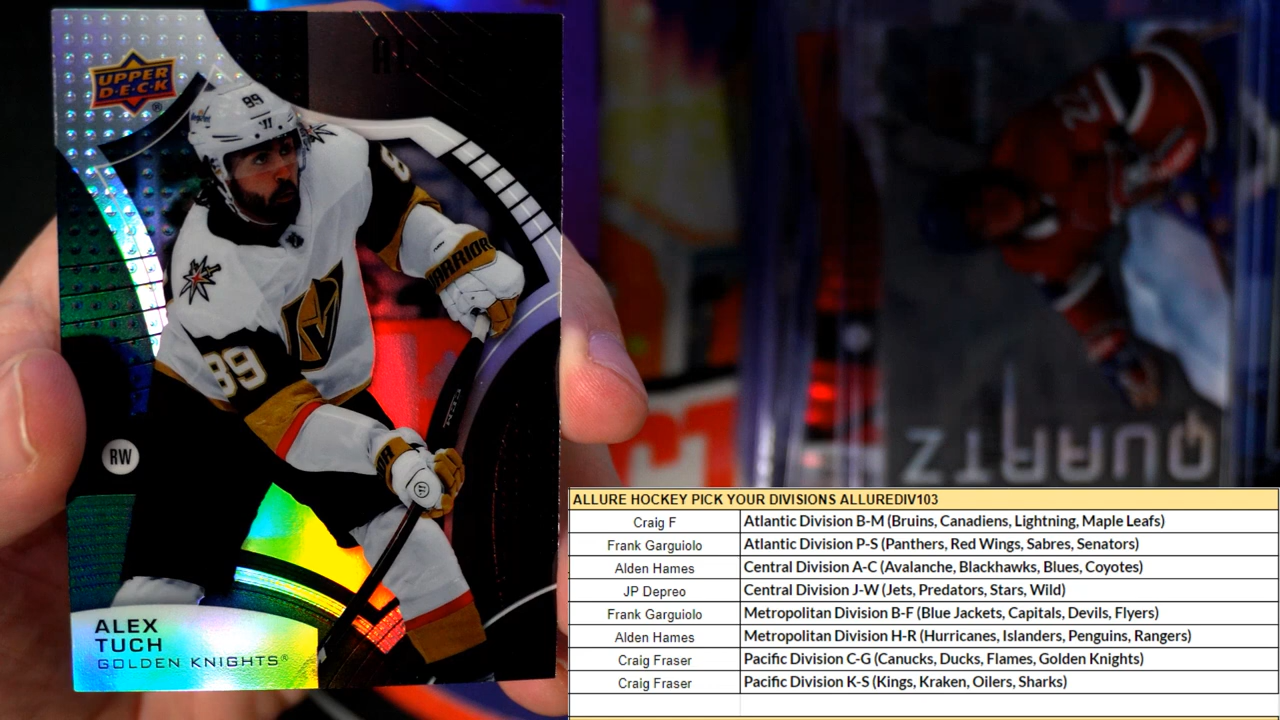 UPPER
D·E·C·K
®
99
89
WARRIOR
CCM
RW
ALEX
TUCH
GOLDEN KNIGHTS®
22
QUARTZ
ALLURE HOCKEY PICK YOUR DIVISIONS ALLUREDIV103
Craig F Atlantic Division B-M (Bruins, Canadiens, Lightning, Maple Leafs)
Frank Garguiolo Atlantic Division P-S (Panthers, Red Wings, Sabres, Senators)
Alden Hames Central Division A-C (Avalanche, Blackhawks, Blues, Coyotes)
JP Depreo Central Division J-W (Jets, Predators, Stars, Wild)
Frank Garguiolo Metropolitan Division B-F (Blue Jackets, Capitals, Devils, Flyers)
Alden Hames Metropolitan Division H-R (Hurricanes, Islanders, Penguins, Rangers)
Craig Fraser Pacific Division C-G (Canucks, Ducks, Flames, Golden Knights)
Craig Fraser Pacific Division K-S (Kings, Kraken, Oilers, Sharks)